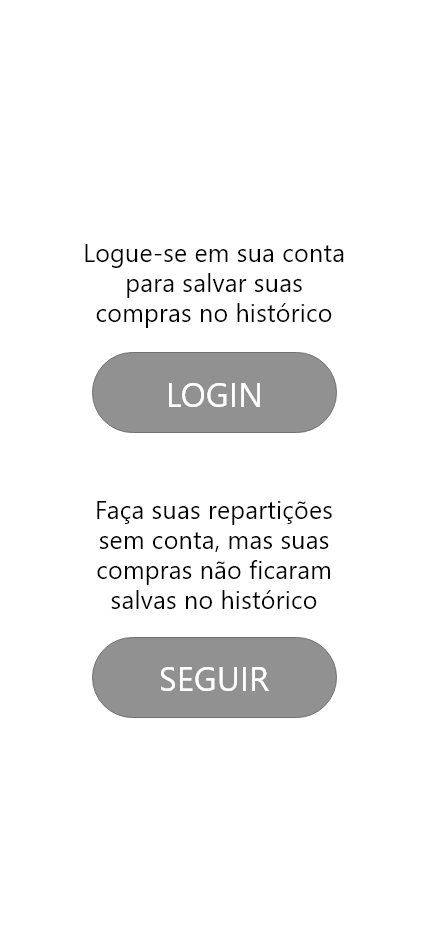 Logue-se em sua conta
para salvar suas
compras no histórico
LOGIN
Faça suas repartições
sem conta, mas suas
compras não ficaram
salvas no histórico
SEGUIR